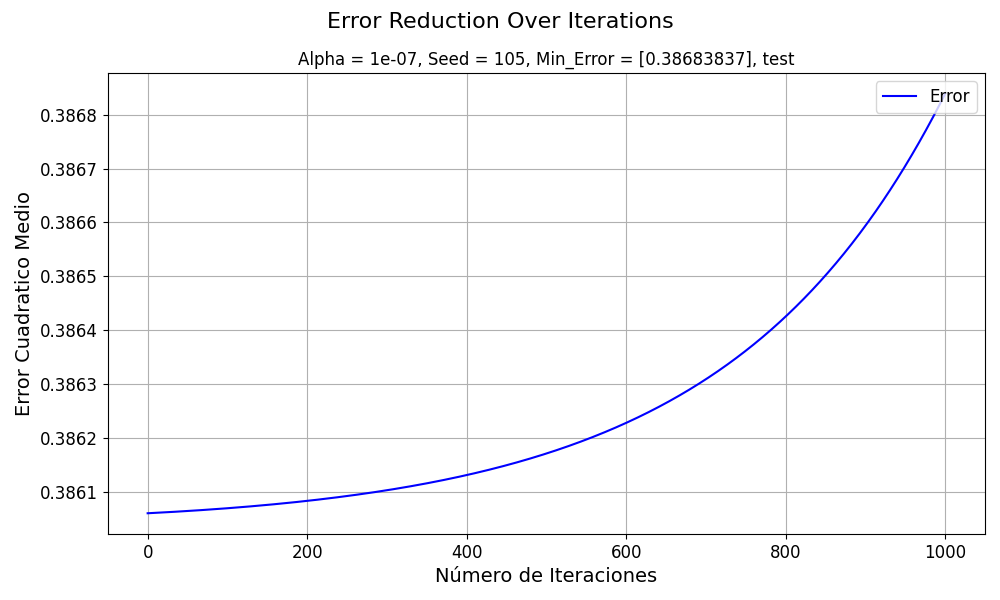 Error Reduction Over Iterations
Alpha = 1e-07, Seed = 105, Min_Error = [0.38683837], test
Error
Error Cuadratico Medio
0.3868
0.3867
0.3866
0.3865
0.3864
0.3863
0.3862
0.3861
0
200
400
600
800
1000
Número de Iteraciones